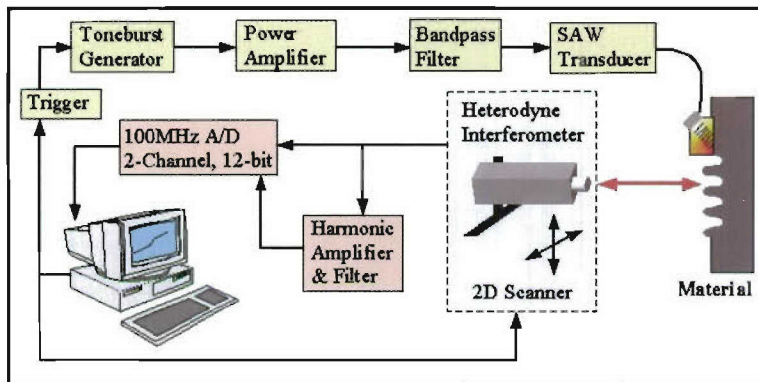 Toneburst
Generator
Power
Amplifier
Bandpass
Filter
SAW
Transducer
Trigger
100MHz A/D
2-Channel, 12-bit
Heterodyne
Interferometer
Harmonic
Amplifier
& Filter
2D Scanner
Material